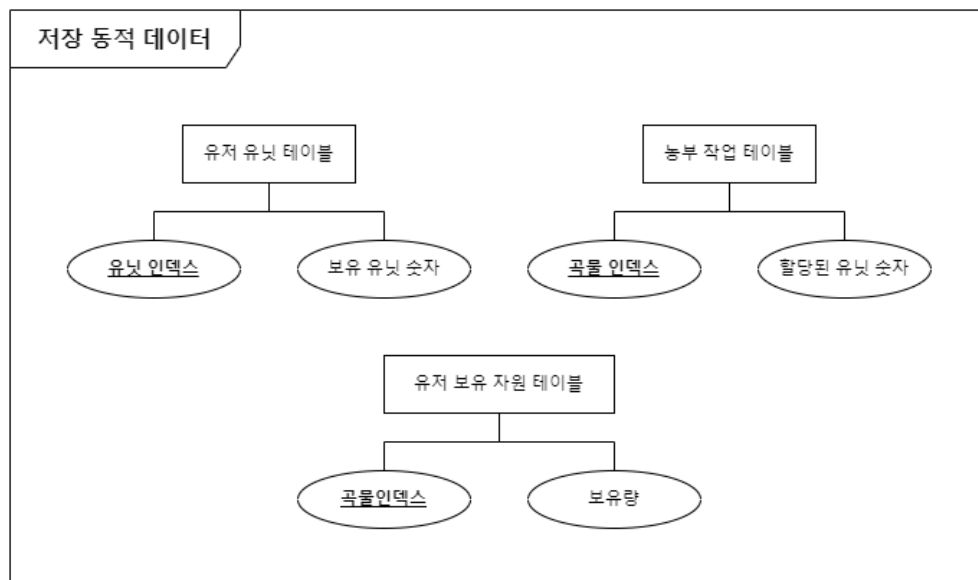 저장 동적 데이터
유저 유닛 테이블
농부 작업 테이블
유닛 인덱스
보유 유닛 숫자
곡물 인덱스
할당된 유닛 숫자
유저 보유 자원 테이블
곡물인덱스
보유량